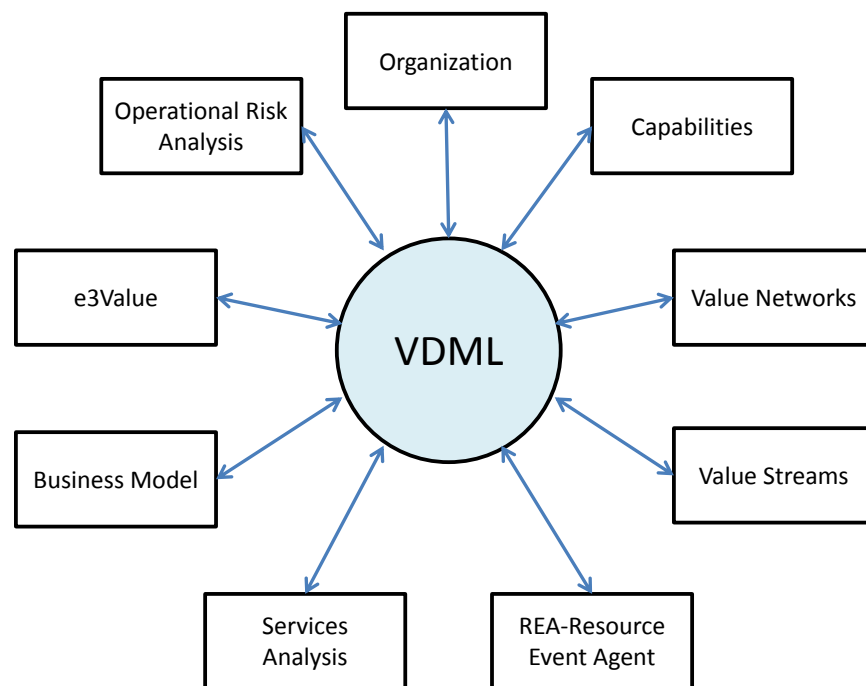 Organization
Operational Risk
Analysis
Capabilities
e3Value
Value Networks
VDML
Business Model
Value Streams
Services
Analysis
REA-Resource
Event Agent